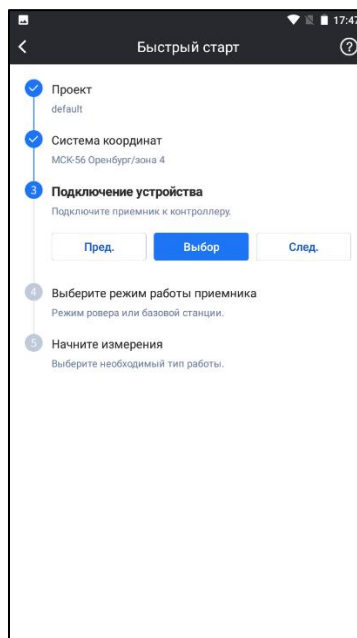 17:47
Быстрый старт
?
Проект
default
Система координат
МСК-56 Оренбург/зона 4
3 Подключение устройства
Подключите приемник к контроллеру.
Пред. Выбор След.
4 Выберите режим работы приемника
Режим ровера или базовой станции.
5 Начните измерения
Выберите необходимый тип работы.